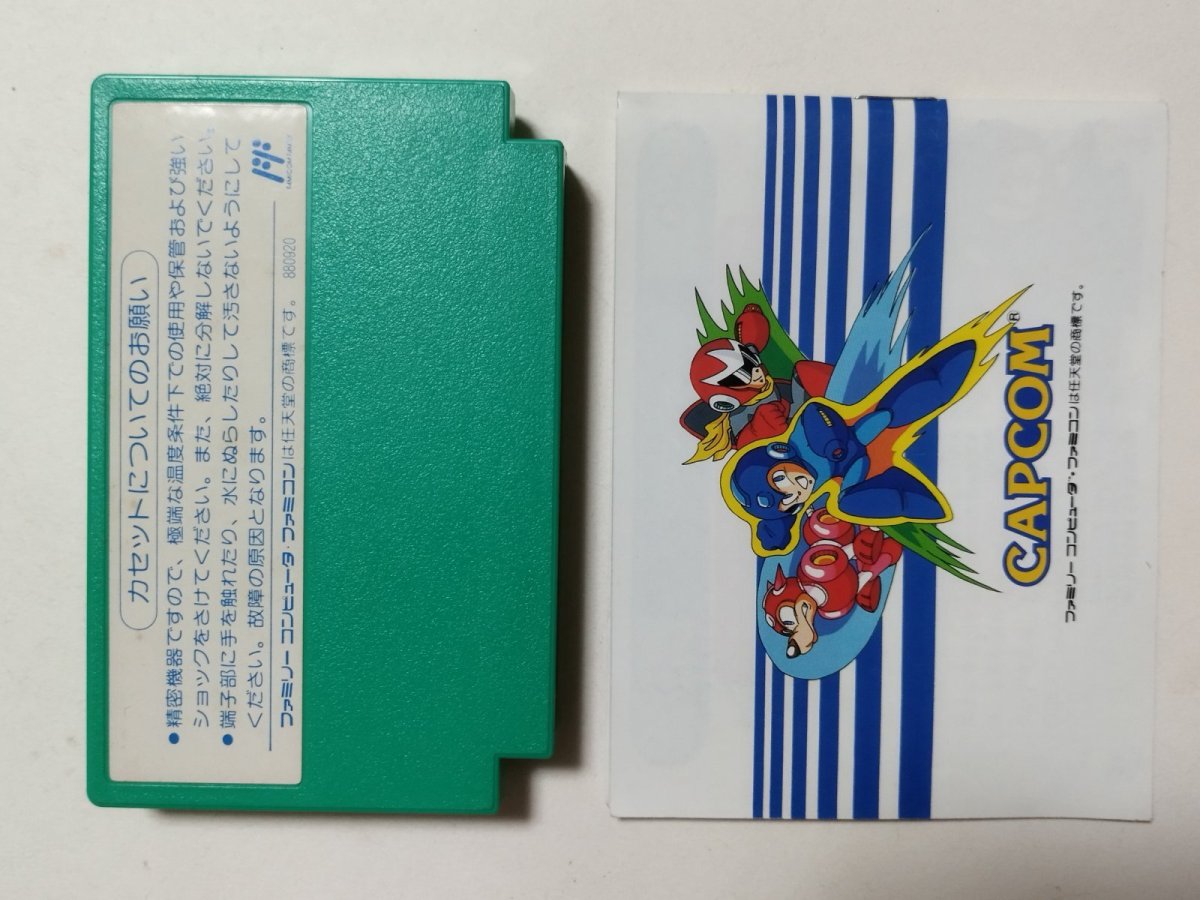 カセットについてのお願い
●精密機器ですので、極端な温度条件下での使用や保管および強い
ショックをさけてください。また、絶対に分解しないでください。
●端子部に手を触れたり、水にぬらしたりして汚さないようにして
ください。故障の原因となります。
ファミリー コンピュータ・ファミコンは任天堂の商標です。 880920
FAMICOM FAMILY
CAPCOM®
ファミリー コンピュータ・ファミコンは任天堂の商標です。